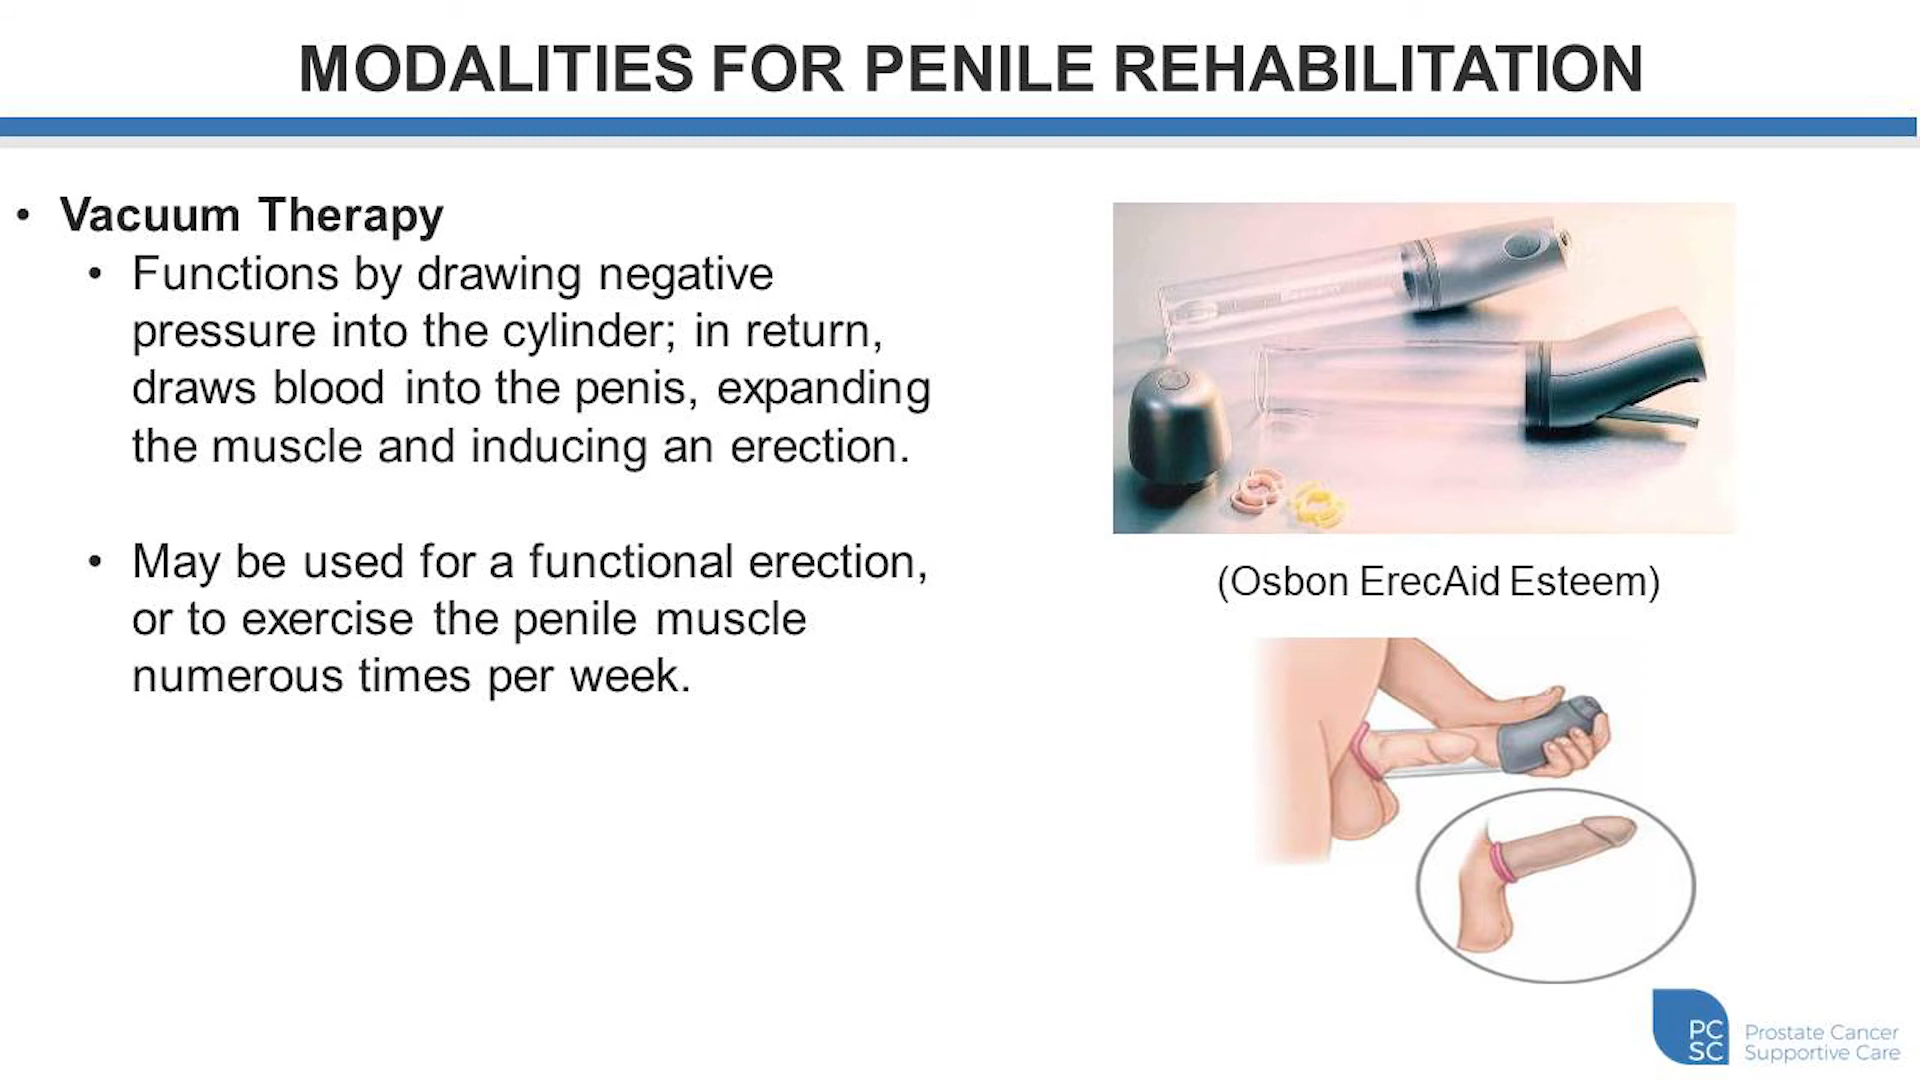 MODALITIES FOR PENILE REHABILITATION
• Vacuum Therapy
• Functions by drawing negative
pressure into the cylinder; in return,
draws blood into the penis, expanding
the muscle and inducing an erection.
• May be used for a functional erection,
or to exercise the penile muscle
numerous times per week.
(Osbon ErecAid Esteem)
PC
SC
Prostate Cancer
Supportive Care